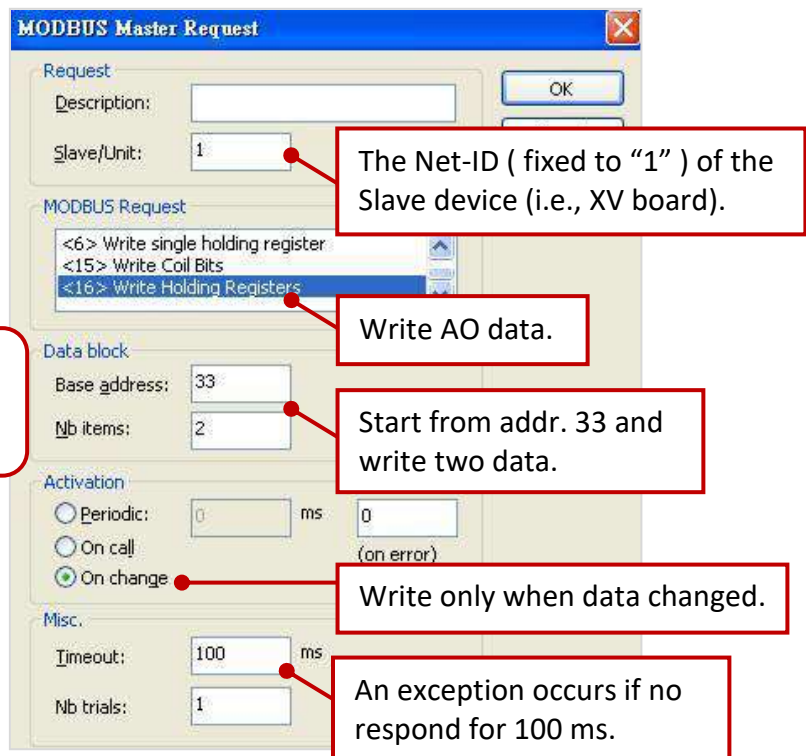 MODBUS Master Request
Request
OK
Description:
Slave/Unit:
1
The Net-ID ( fixed to “1” ) of the
Slave device (i.e., XV board).
MODBUS Request
<6> Write single holding register
<15> Write Coil Bits
<16> Write Holding Registers
Write AO data.
Data block
Base address:
33
Nb items:
2
Start from addr. 33 and
write two data.
Activation
Periodic:
0
ms
0
On call
(on error)
On change
Write only when data changed.
Misc.
Timeout:
100
ms
Nb trials:
1
An exception occurs if no
respond for 100 ms.